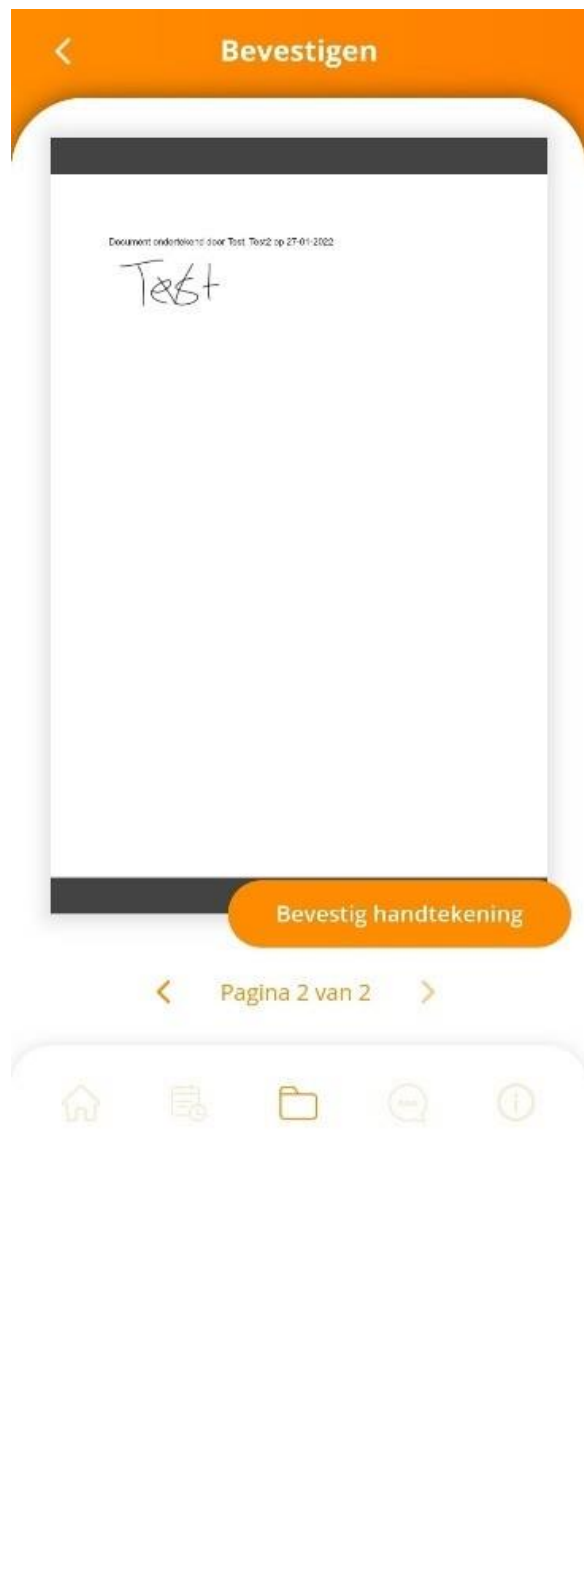 Bevestigen
Document ondertekend door Test Test2 op 27-01-2022
Test
Bevestig handtekening
Pagina 2 van 2